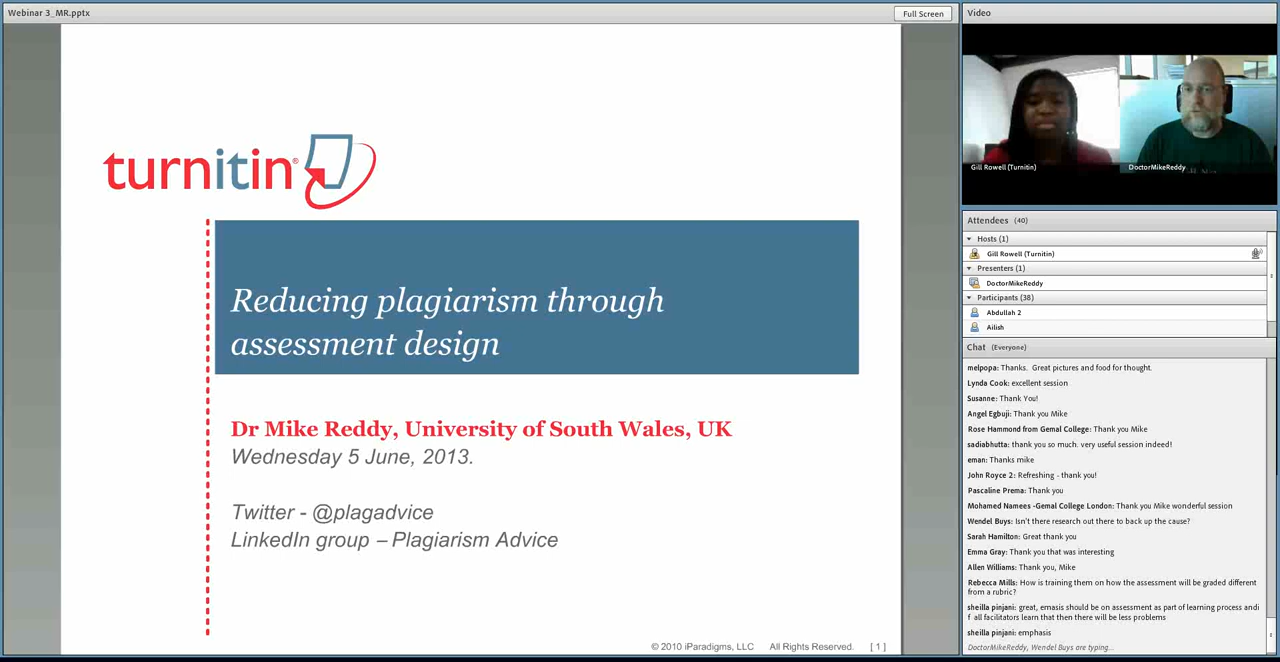 Webinar 3_MR.pptx
Full Screen
turnitin®
Reducing plagiarism through
assessment design
Dr Mike Reddy, University of South Wales, UK
Wednesday 5 June, 2013.
Twitter - @plagadvice
LinkedIn group – Plagiarism Advice
© 2010 iParadigms, LLC All Rights Reserved. [ 1 ]
Video
Gill Rowell (Turnitin)
DoctorMikeReddy
Attendees (40)
Hosts (1)
Gill Rowell (Turnitin)
Presenters (1)
DoctorMikeReddy
Participants (38)
Abdullah 2
Ailish
Chat (Everyone)
melpopa: Thanks. Great pictures and food for thought.
Lynda Cook: excellent session
Susanne: Thank You!
Angel Egbuji: Thank you Mike
Rose Hammond from Gemal College: Thank you Mike
sadiabhutta: thank you so much. very useful session indeed!
eman: Thanks mike
John Royce 2: Refreshing - thank you!
Pascaline Prema: Thank you
Mohamed Namees -Gemal College London: Thank you Mike wonderful session
Wendel Buys: Isn't there research out there to back up the cause?
Sarah Hamilton: Great thank you
Emma Gray: Thank you that was interesting
Allen Williams: Thank you, Mike
Rebecca Mills: How is training them on how the assessment will be graded different
from a rubric?
sheilla pinjani: great, emasis should be on assessment as part of learning process andi
f all facilitators learn that then there will be less problems
sheilla pinjani: emphasis
DoctorMikeReddy, Wendel Buys are typing...